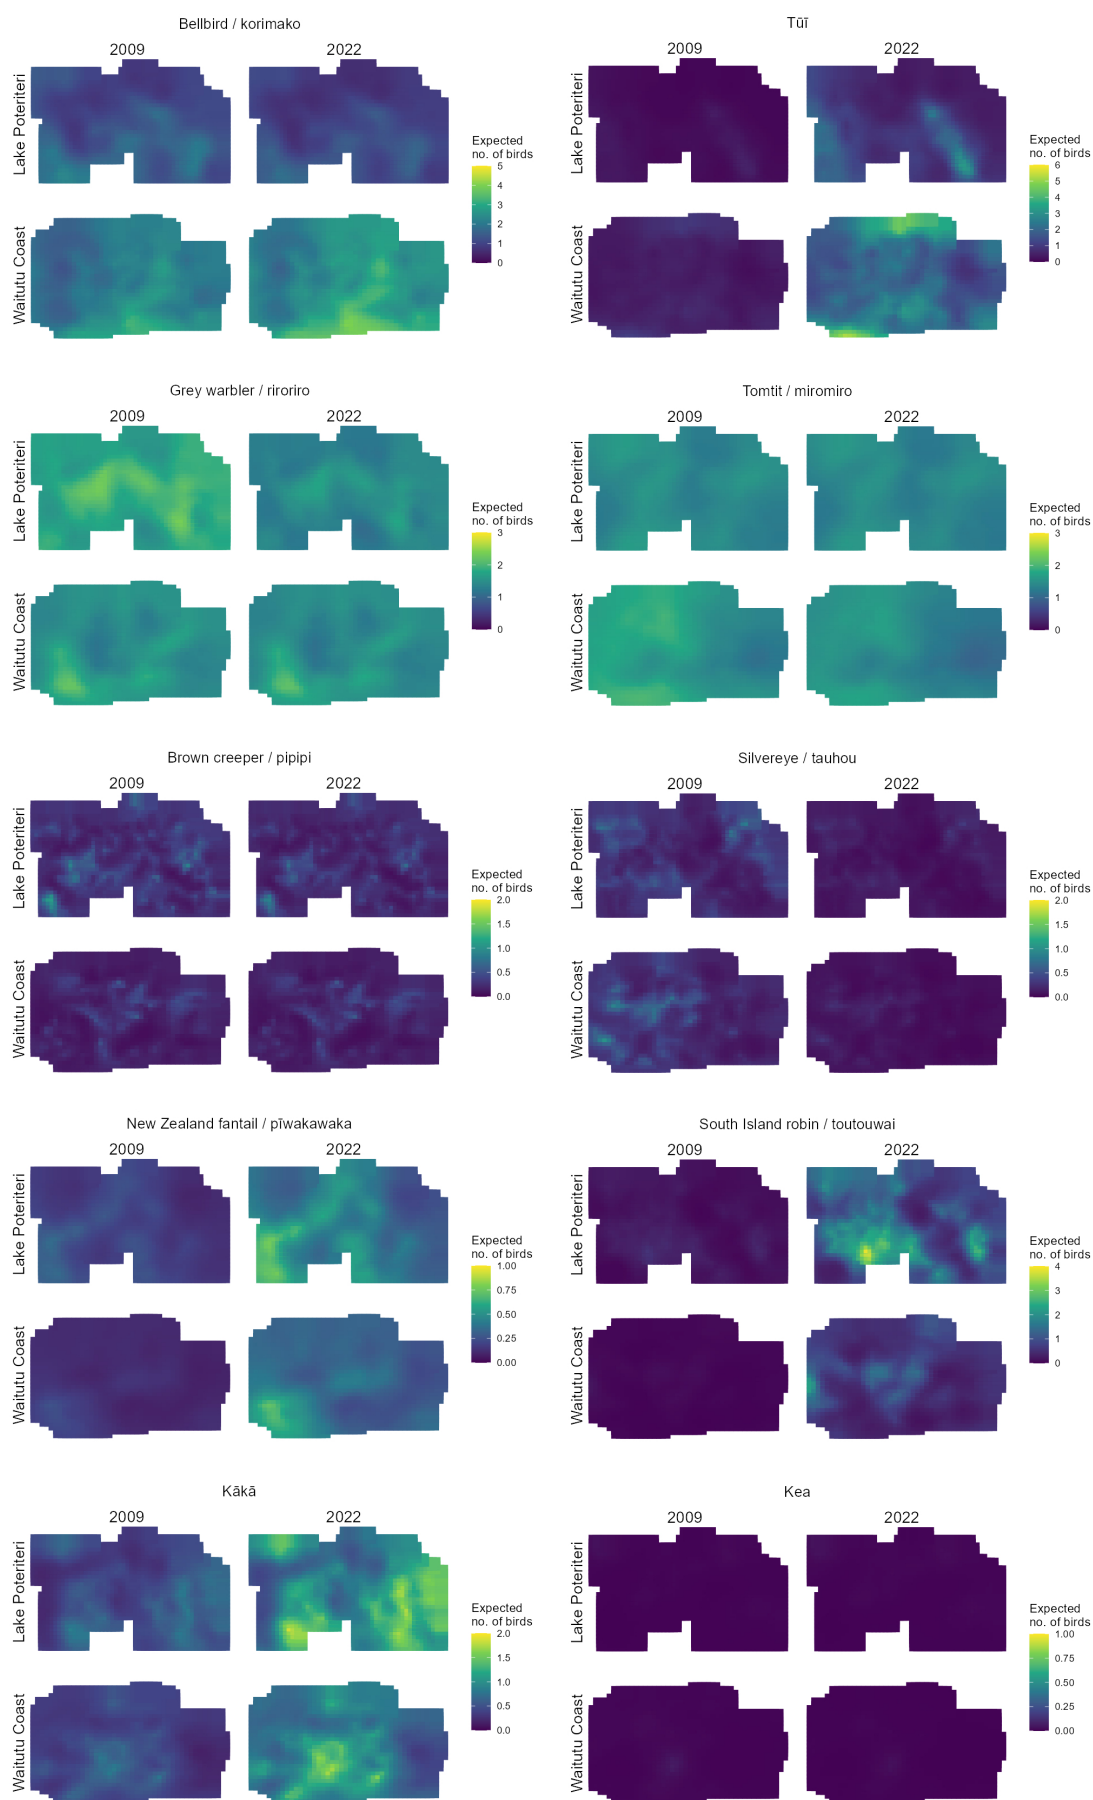 Bellbird / korimako
2009
2022
Lake Poteriteri
Waitutu Coast
Expected
no. of birds
5
4
3
2
1
0
Tūī
2009
2022
Lake Poteriteri
Waitutu Coast
Expected
no. of birds
6
5
4
3
2
1
0
Grey warbler / riroriro
2009
2022
Lake Poteriteri
Waitutu Coast
Expected
no. of birds
3
2
1
0
Tomtit / miromiro
2009
2022
Lake Poteriteri
Waitutu Coast
Expected
no. of birds
3
2
1
0
Brown creeper / pipipi
2009
2022
Lake Poteriteri
Waitutu Coast
Expected
no. of birds
2.0
1.5
1.0
0.5
0.0
Silvereye / tauhou
2009
2022
Lake Poteriteri
Waitutu Coast
Expected
no. of birds
2.0
1.5
1.0
0.5
0.0
New Zealand fantail / pīwakawaka
2009
2022
Lake Poteriteri
Waitutu Coast
Expected
no. of birds
1.00
0.75
0.50
0.25
0.00
South Island robin / toutouwai
2009
2022
Lake Poteriteri
Waitutu Coast
Expected
no. of birds
4
3
2
1
0
Kākā
2009
2022
Lake Poteriteri
Waitutu Coast
Expected
no. of birds
2.0
1.5
1.0
0.5
0.0
Kea
2009
2022
Lake Poteriteri
Waitutu Coast
Expected
no. of birds
1.00
0.75
0.50
0.25
0.00